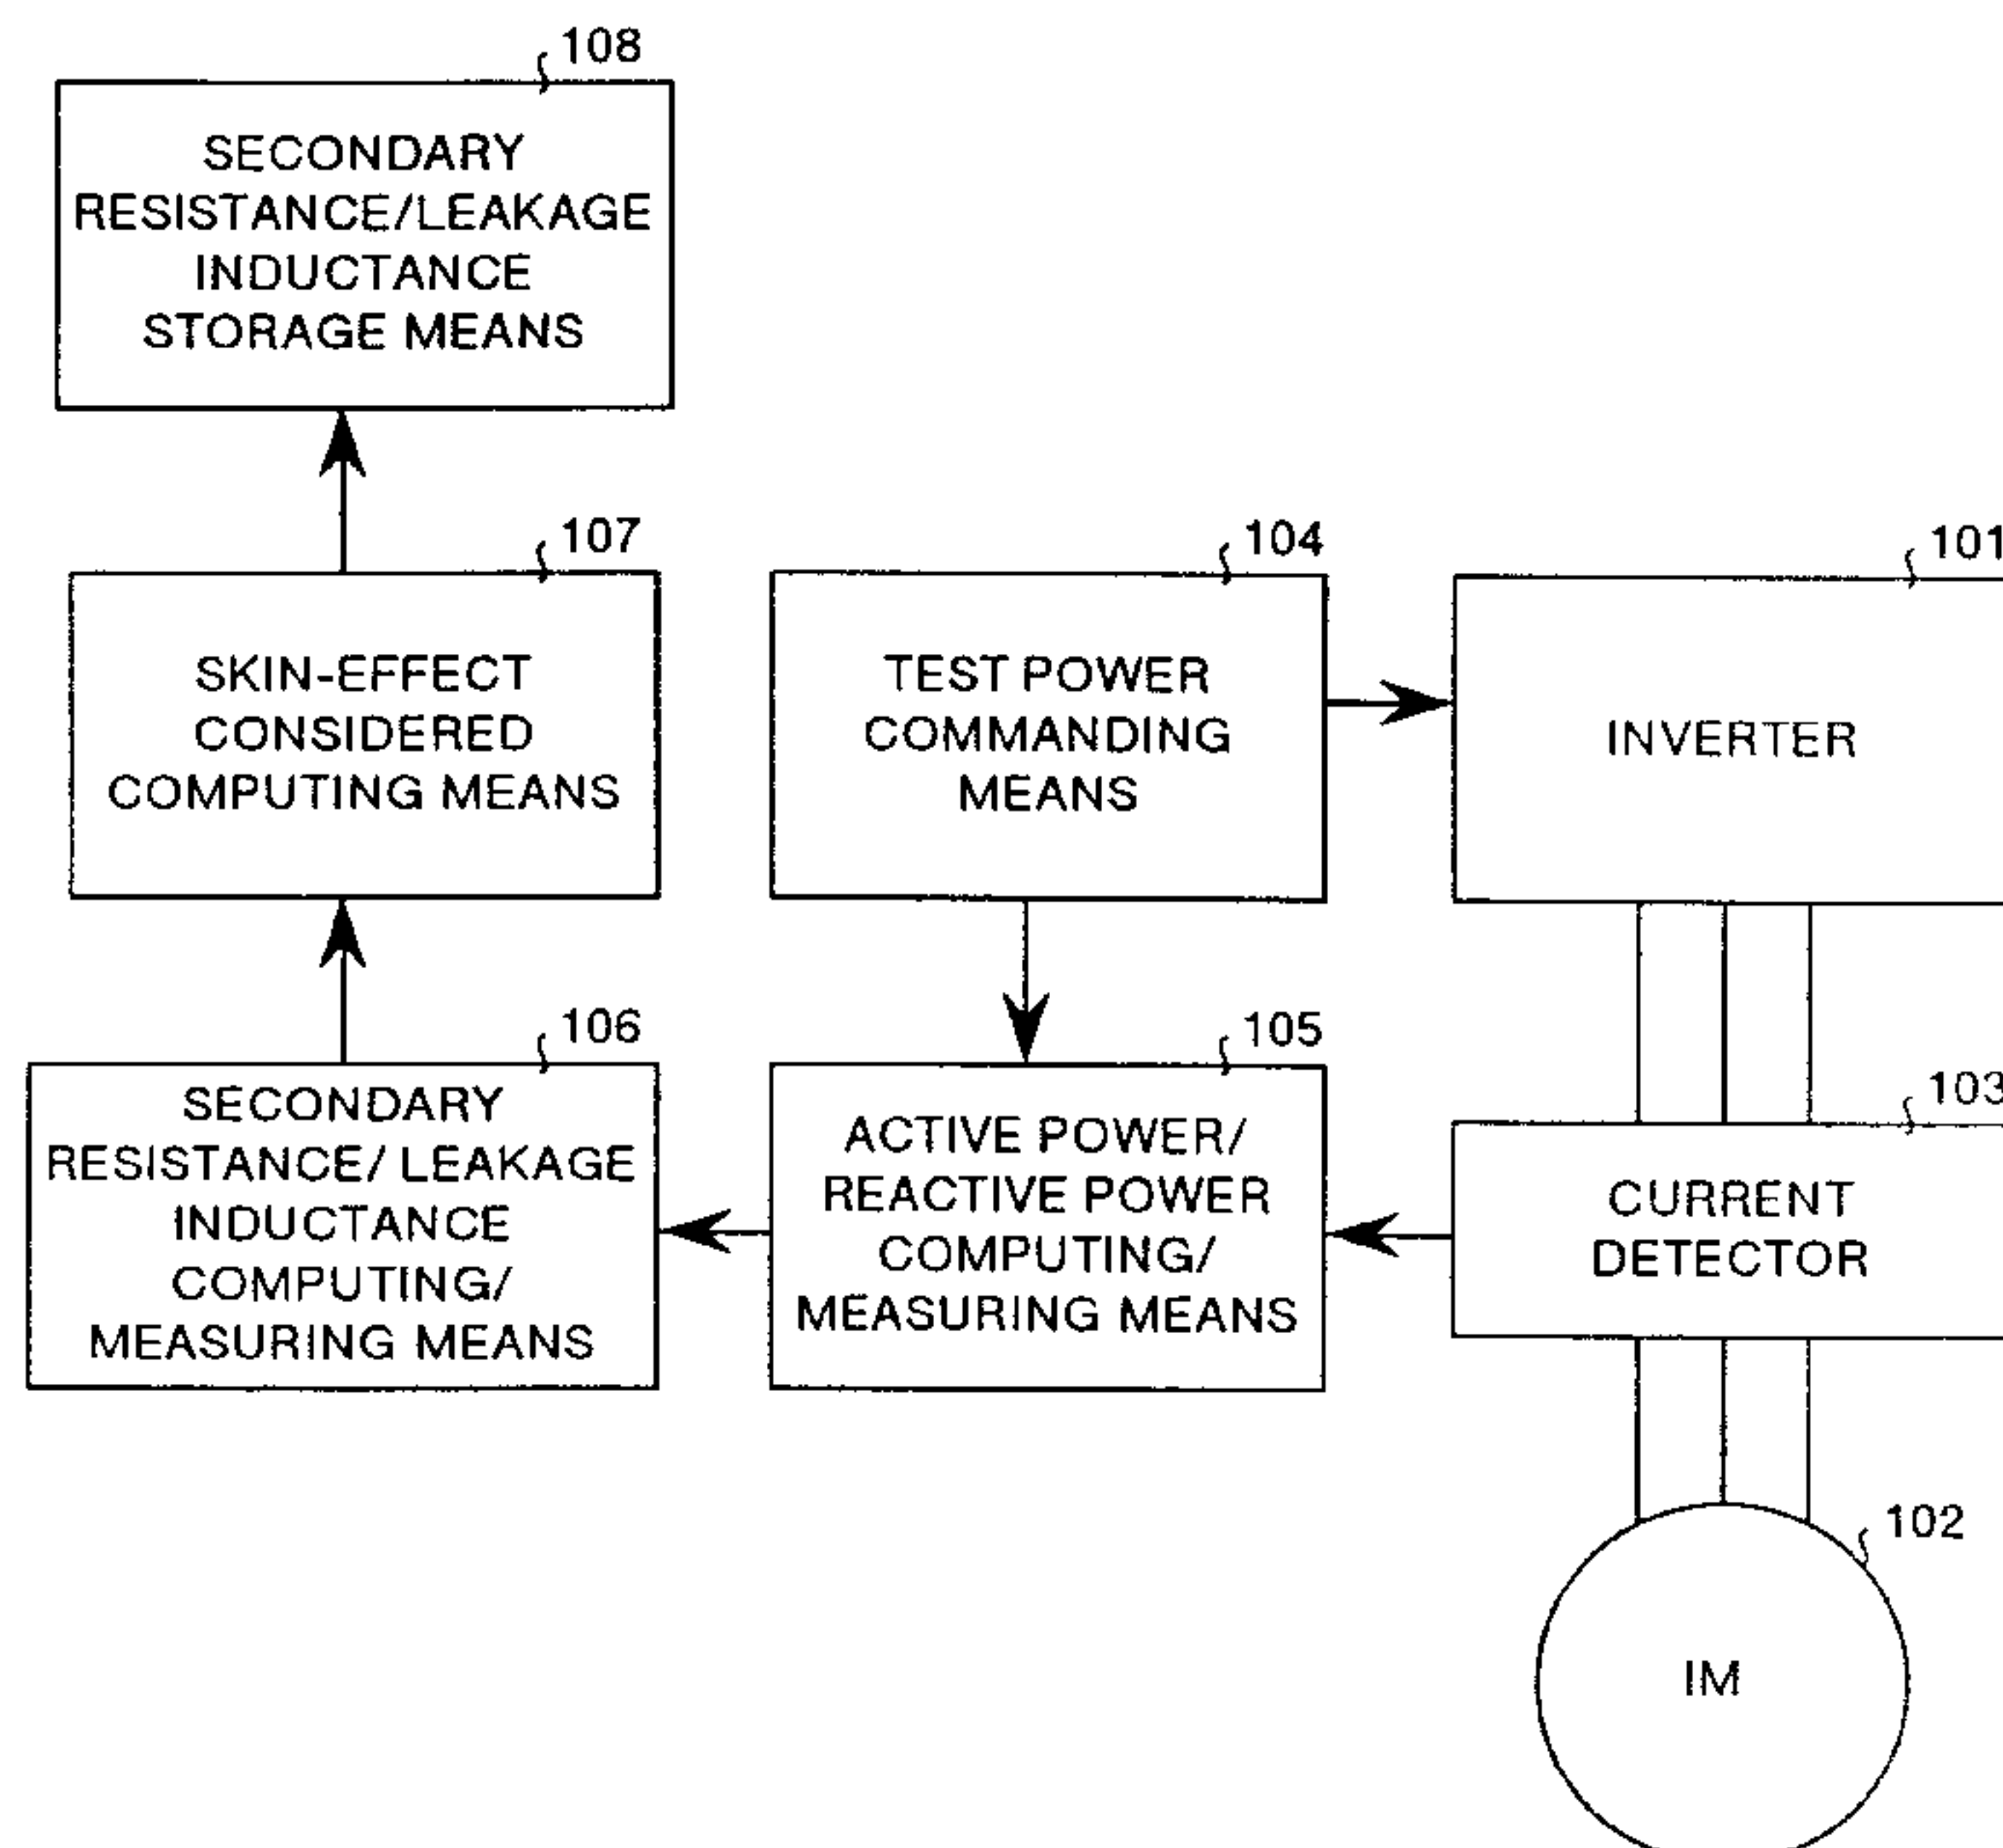 108
SECONDARY
RESISTANCE/LEAKAGE
INDUCTANCE
STORAGE MEANS
107
SKIN-EFFECT
CONSIDERED
COMPUTING MEANS
104
TEST POWER
COMMANDING
MEANS
101
INVERTER
106
SECONDARY
RESISTANCE/ LEAKAGE
INDUCTANCE
COMPUTING/
MEASURING MEANS
105
ACTIVE POWER/
REACTIVE POWER
COMPUTING/
MEASURING MEANS
103
CURRENT
DETECTOR
102
IM